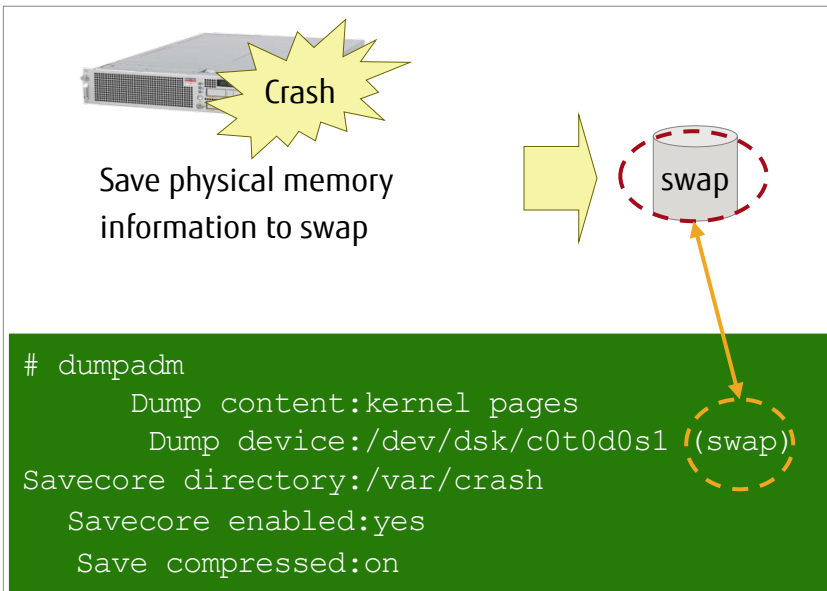 Crash
Save physical memory
information to swap
swap
# dumpadm
Dump content:kernel pages
Dump device:/dev/dsk/c0t0d0s1 (swap)
Savecore directory:/var/crash
Savecore enabled:yes
Save compressed:on